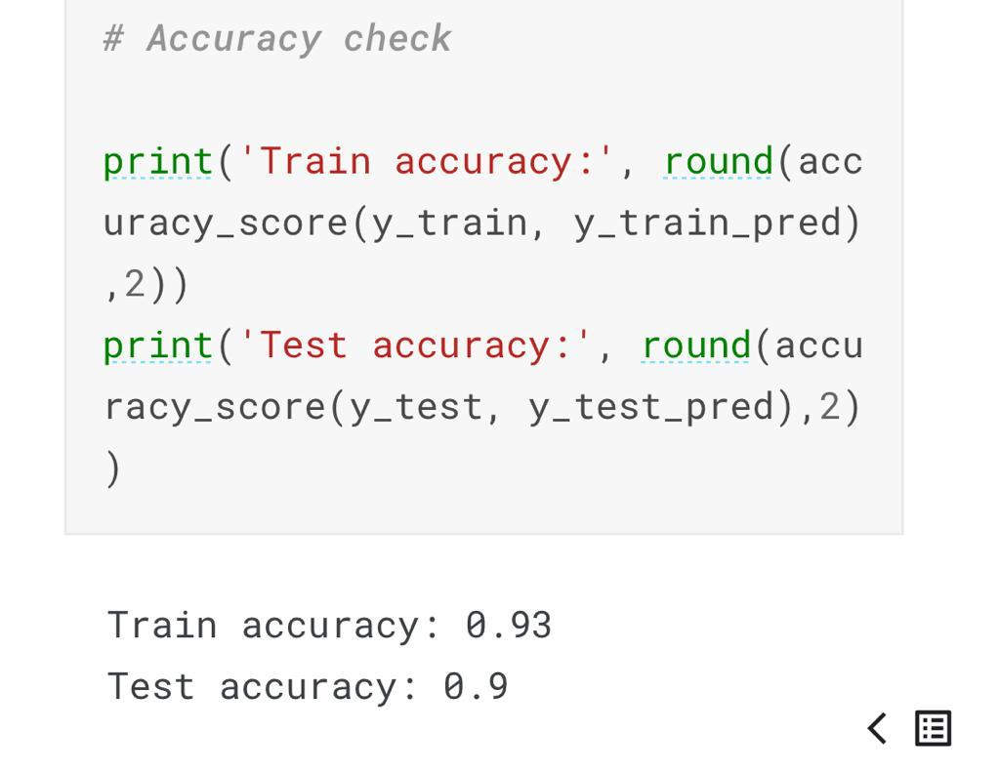 # Accuracy check
print('Train accuracy:', round(acc
uracy_score(y_train, y_train_pred)
,2))
print('Test accuracy:', round(accu
racy_score(y_test, y_test_pred),2)
)
Train accuracy: 0.93
Test accuracy: 0.9